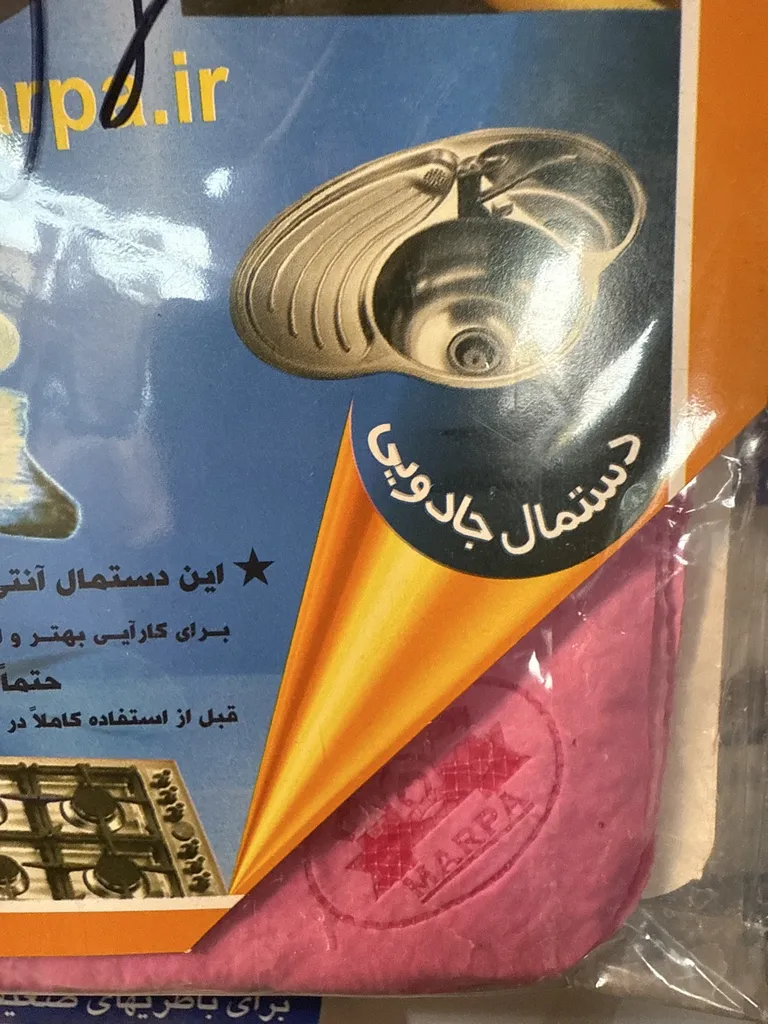 arpa.ir
دستمال جادویی
★ این دستمال آنتی
برای کارآیی بهتر و
حتماً
قبل از استفاده کاملاً در
MARPA
برای باطریهای صنعتی